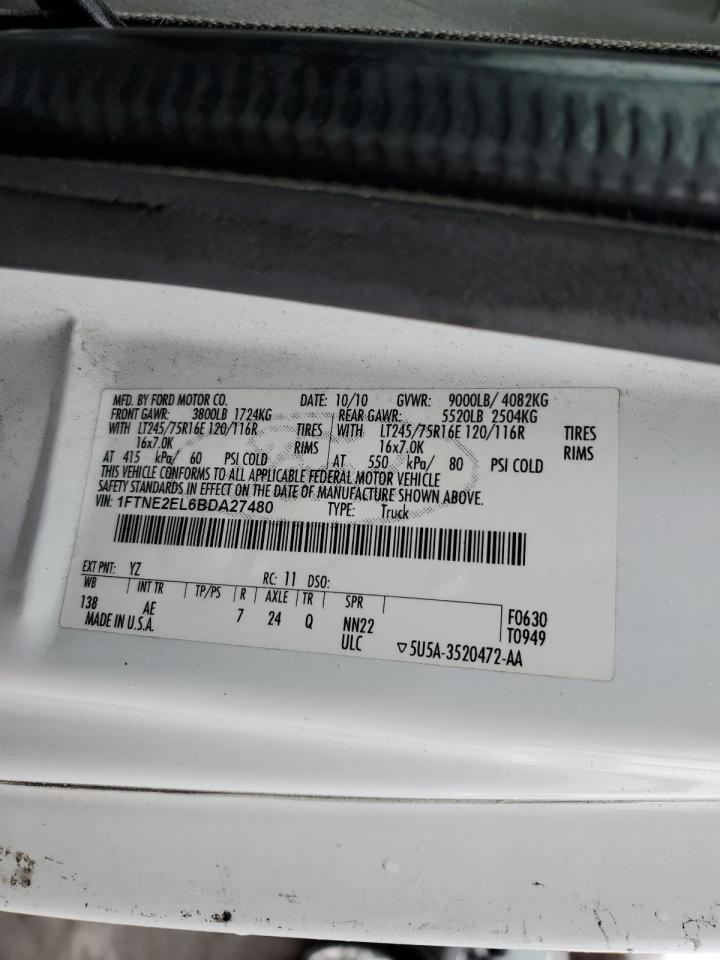 MFD. BY FORD MOTOR CO. DATE: 10/10 GVWR: 9000LB/ 4082KG
FRONT GAWR: 3800LB 1724KG REAR GAWR: 5520LB 2504KG
WITH LT245/75R16E 120/116R TIRES WITH LT245/75R16E 120/116R TIRES
16x7.0K RIMS 16x7.0K RIMS
AT 415 kPa/ 60 PSI COLD AT 550 kPa/ 80 PSI COLD
THIS VEHICLE CONFORMS TO ALL APPLICABLE FEDERAL MOTOR VEHICLE
SAFETY STANDARDS IN EFFECT ON THE DATE OF MANUFACTURE SHOWN ABOVE.
VIN: 1FTNE2EL6BDA27480 TYPE: Truck
EXT PNT: YZ RC: 11 DSO:
WB INT TR TP/PS R AXLE TR SPR
138 AE 7 24 Q NN22 F0630
MADE IN U.S.A. ULC T0949
▽5U5A-3520472-AA